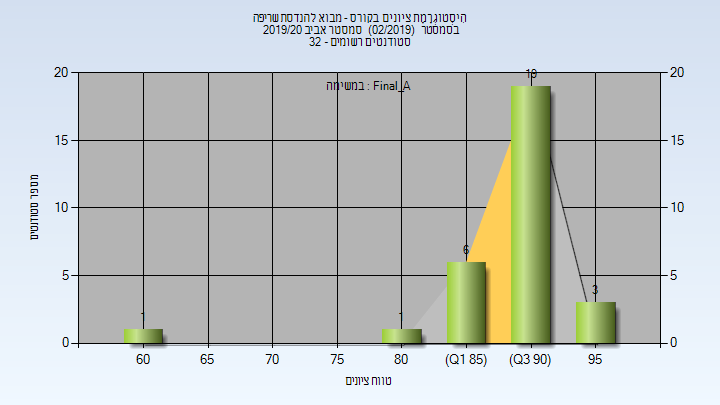 היסטוגרמת ציונים בקורס - מבוא להנדסת שריפה
בסמסטר (02/2019) סמסטר אביב 2019/20
סטודנטים רשומים - 32
במשימה : Final_A
20
15
10
5
0
20
15
10
5
0
1
1
6
19
3
60
65
70
75
80
(Q1 85)
(Q3 90)
95
מספר סטודנטים
טווח ציונים